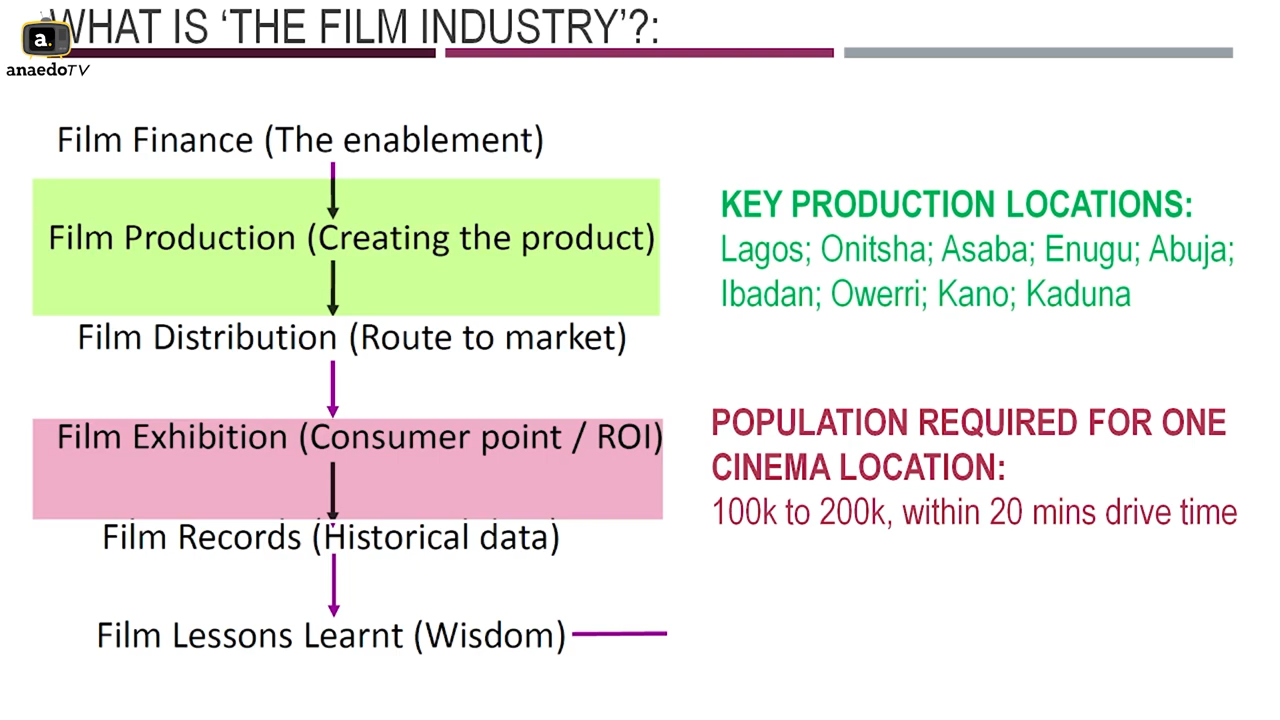 WHAT IS ‘THE FILM INDUSTRY’?:
a.
anaedoTV
Film Finance (The enablement)
Film Production (Creating the product)
Film Distribution (Route to market)
Film Exhibition (Consumer point / ROI)
Film Records (Historical data)
Film Lessons Learnt (Wisdom)
KEY PRODUCTION LOCATIONS:
Lagos; Onitsha; Asaba; Enugu; Abuja;
Ibadan; Owerri; Kano; Kaduna
POPULATION REQUIRED FOR ONE
CINEMA LOCATION:
100k to 200k, within 20 mins drive time